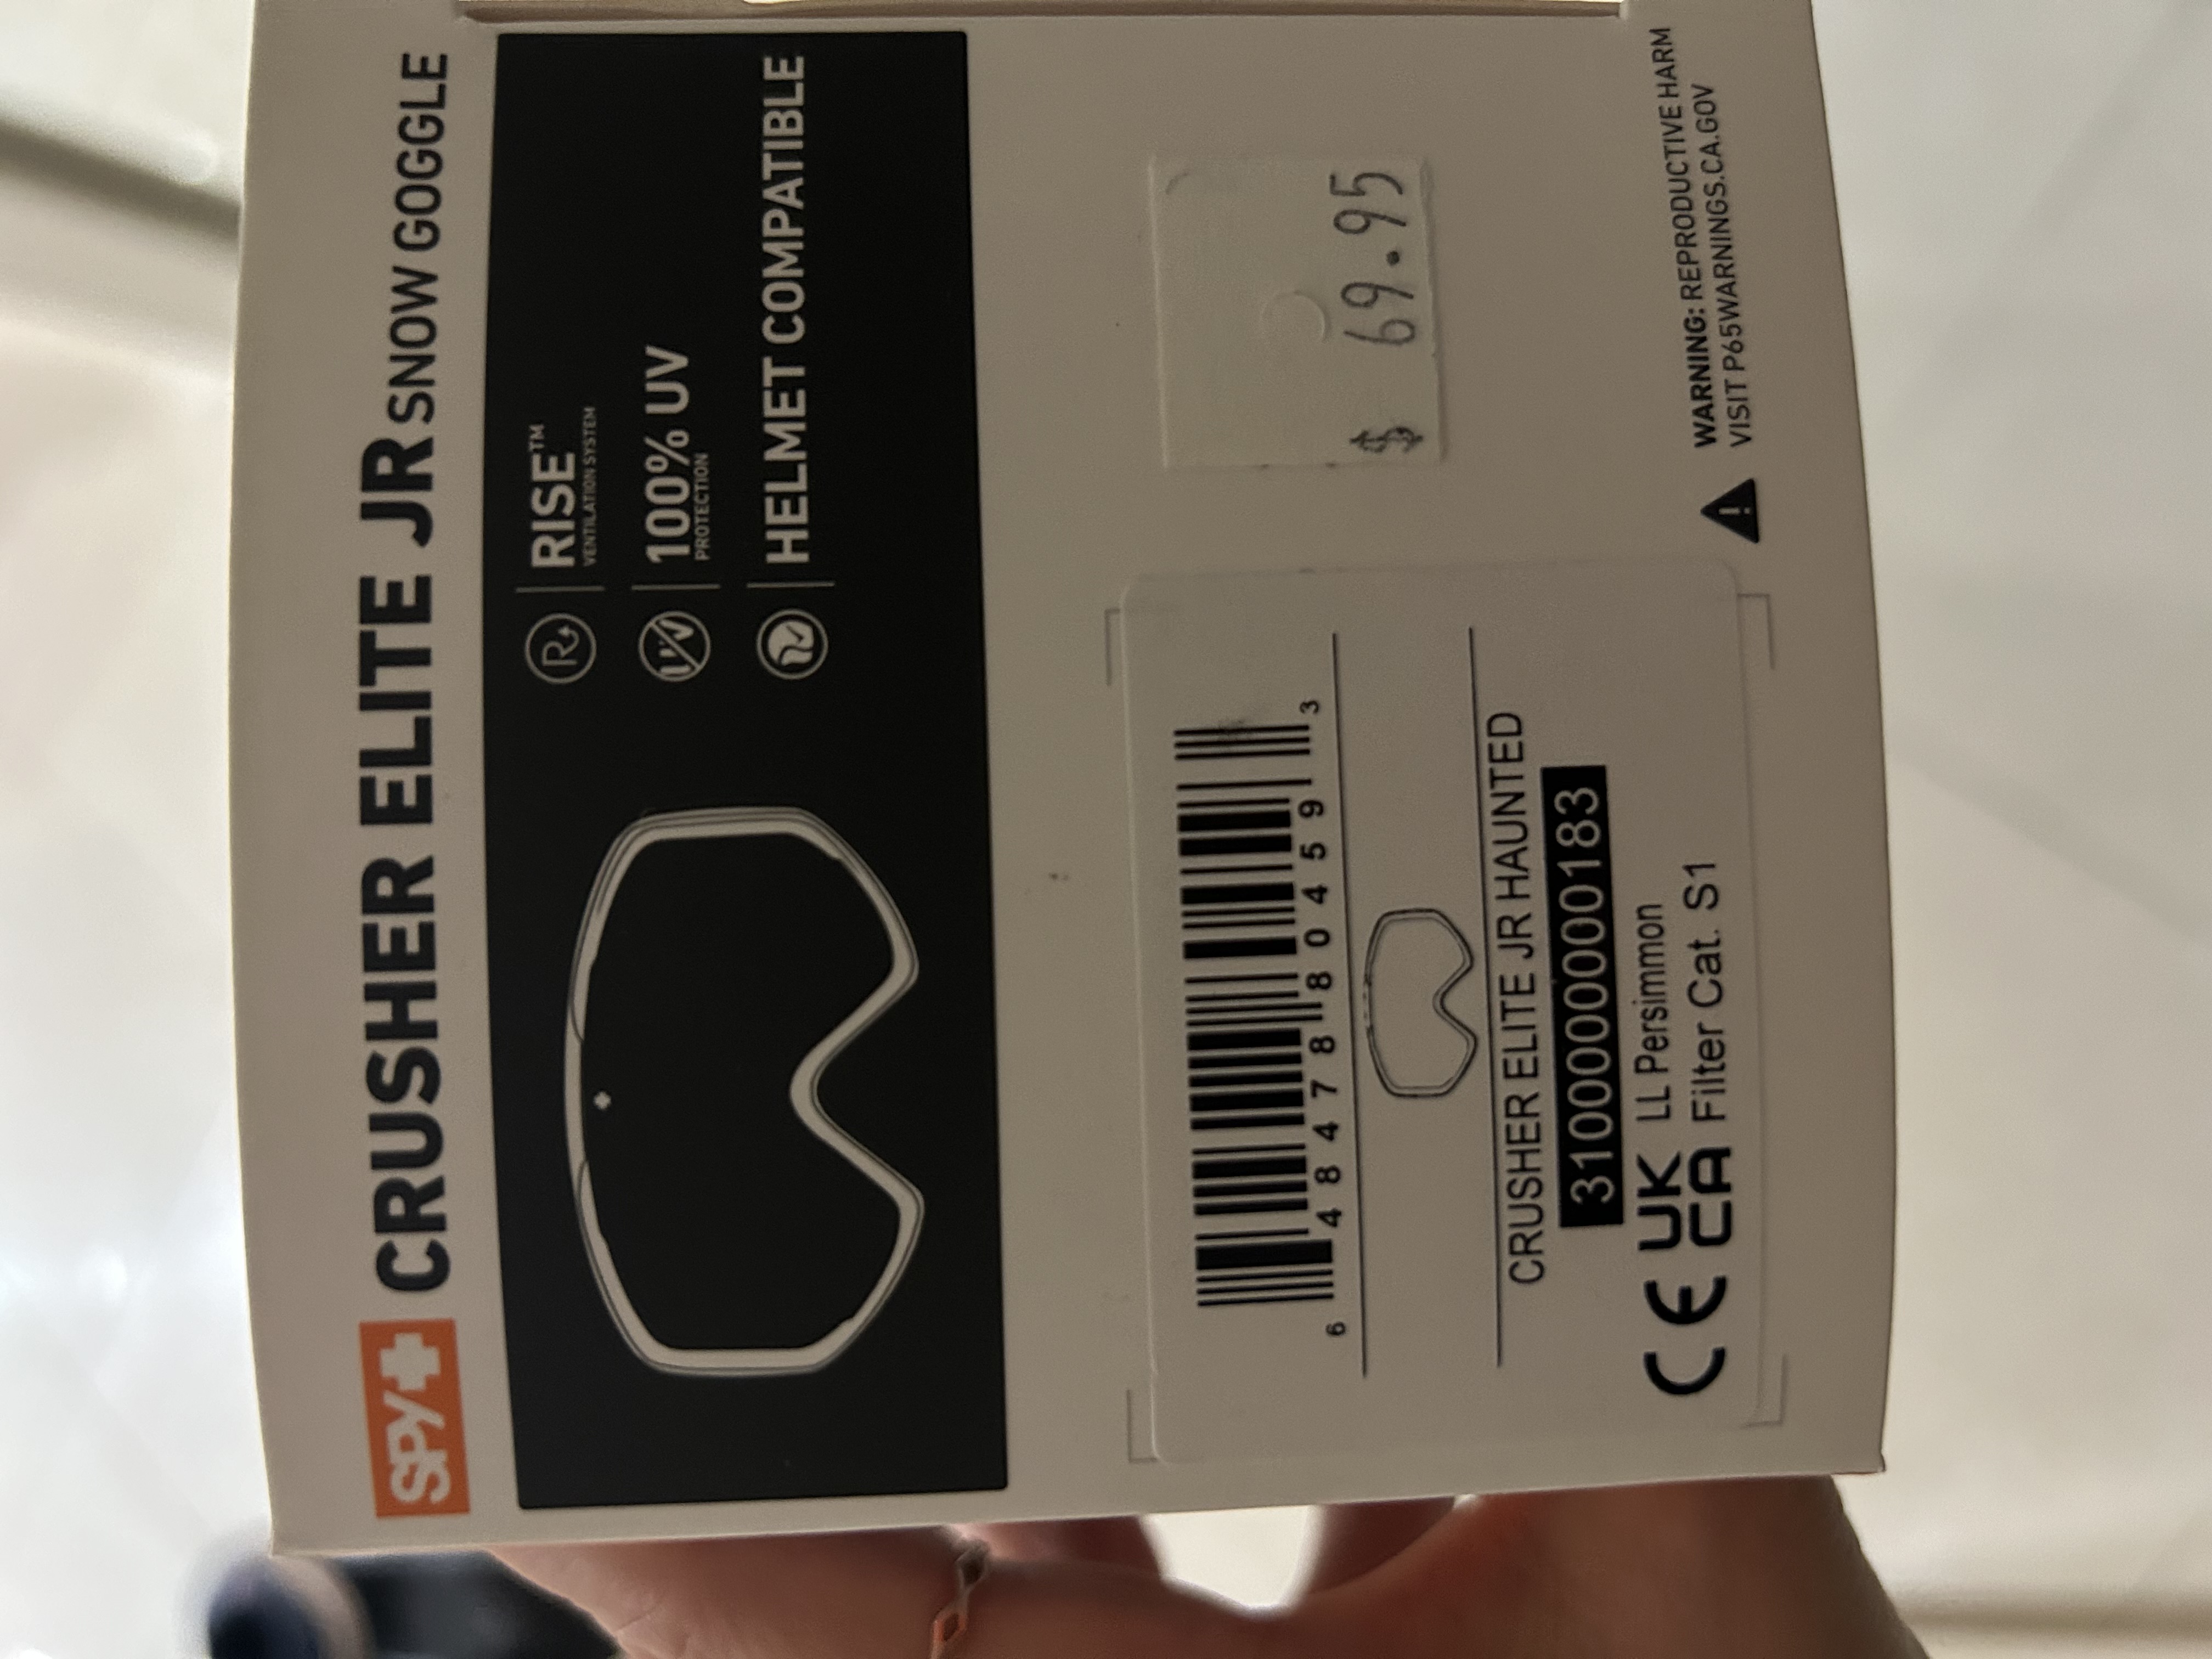 SPY+ CRUSHER ELITE JR SNOW GOGGLE
RISE™
VENTILATION SYSTEM
UV
100% UV
PROTECTION
HELMET COMPATIBLE
6 48478 80459 3
CRUSHER ELITE JR HAUNTED
3100000000183
CE UK CA LL Persimmon
Filter Cat. S1
$ 69.95
WARNING: REPRODUCTIVE HARM
VISIT P65WARNINGS.CA.GOV